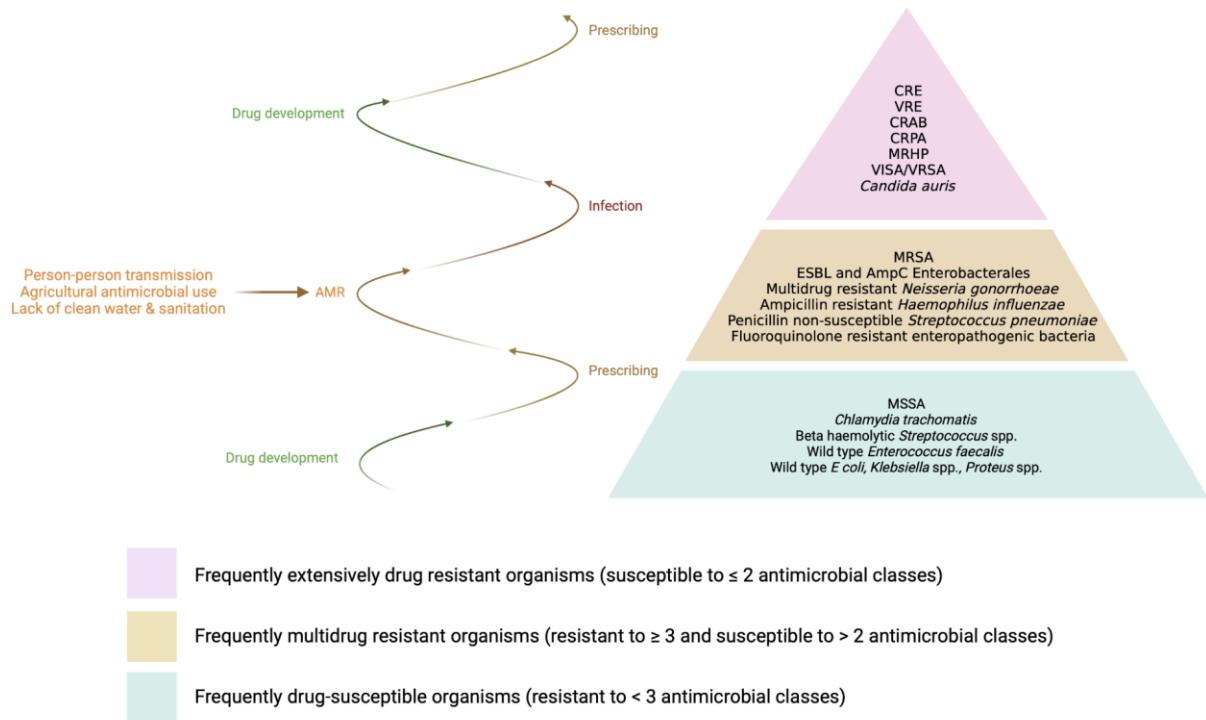 Prescribing
Drug development
Infection
Person-person transmission
Agricultural antimicrobial use
Lack of clean water & sanitation
AMR
Prescribing
Drug development
CRE
VRE
CRAB
CRPA
MRHP
VISA/VRSA
Candida auris
MRSA
ESBL and AmpC Enterobacterales
Multidrug resistant Neisseria gonorrhoeae
Ampicillin resistant Haemophilus influenzae
Penicillin non-susceptible Streptococcus pneumoniae
Fluoroquinolone resistant enteropathogenic bacteria
MSSA
Chlamydia trachomatis
Beta haemolytic Streptococcus spp.
Wild type Enterococcus faecalis
Wild type E coli, Klebsiella spp., Proteus spp.
Frequently extensively drug resistant organisms (susceptible to ≤ 2 antimicrobial classes)
Frequently multidrug resistant organisms (resistant to ≥ 3 and susceptible to > 2 antimicrobial classes)
Frequently drug-susceptible organisms (resistant to < 3 antimicrobial classes)